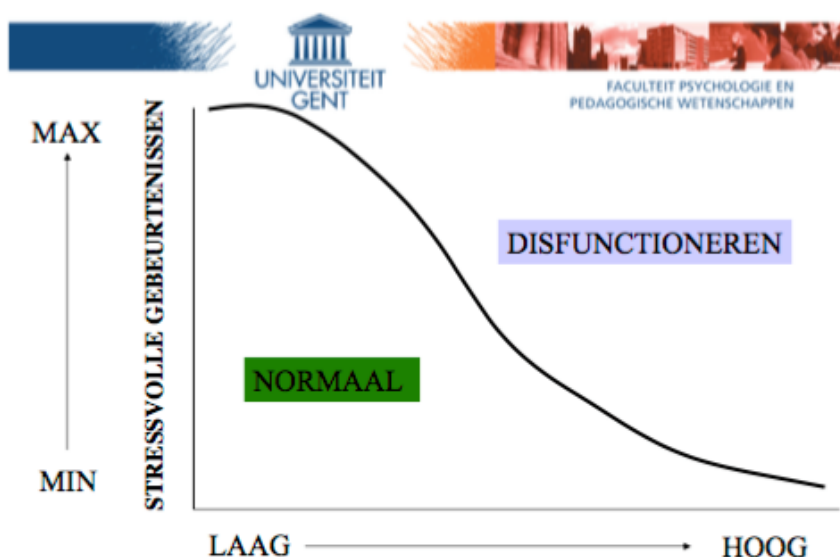 UNIVERSITEIT
GENT
FACULTEIT PSYCHOLOGIE EN
PEDAGOGISCHE WETENSCHAPPEN
MAX
STRESSVOLLE GEBEURTENISSEN
DISFUNCTIONEREN
NORMAAL
MIN
LAAG
HOOG